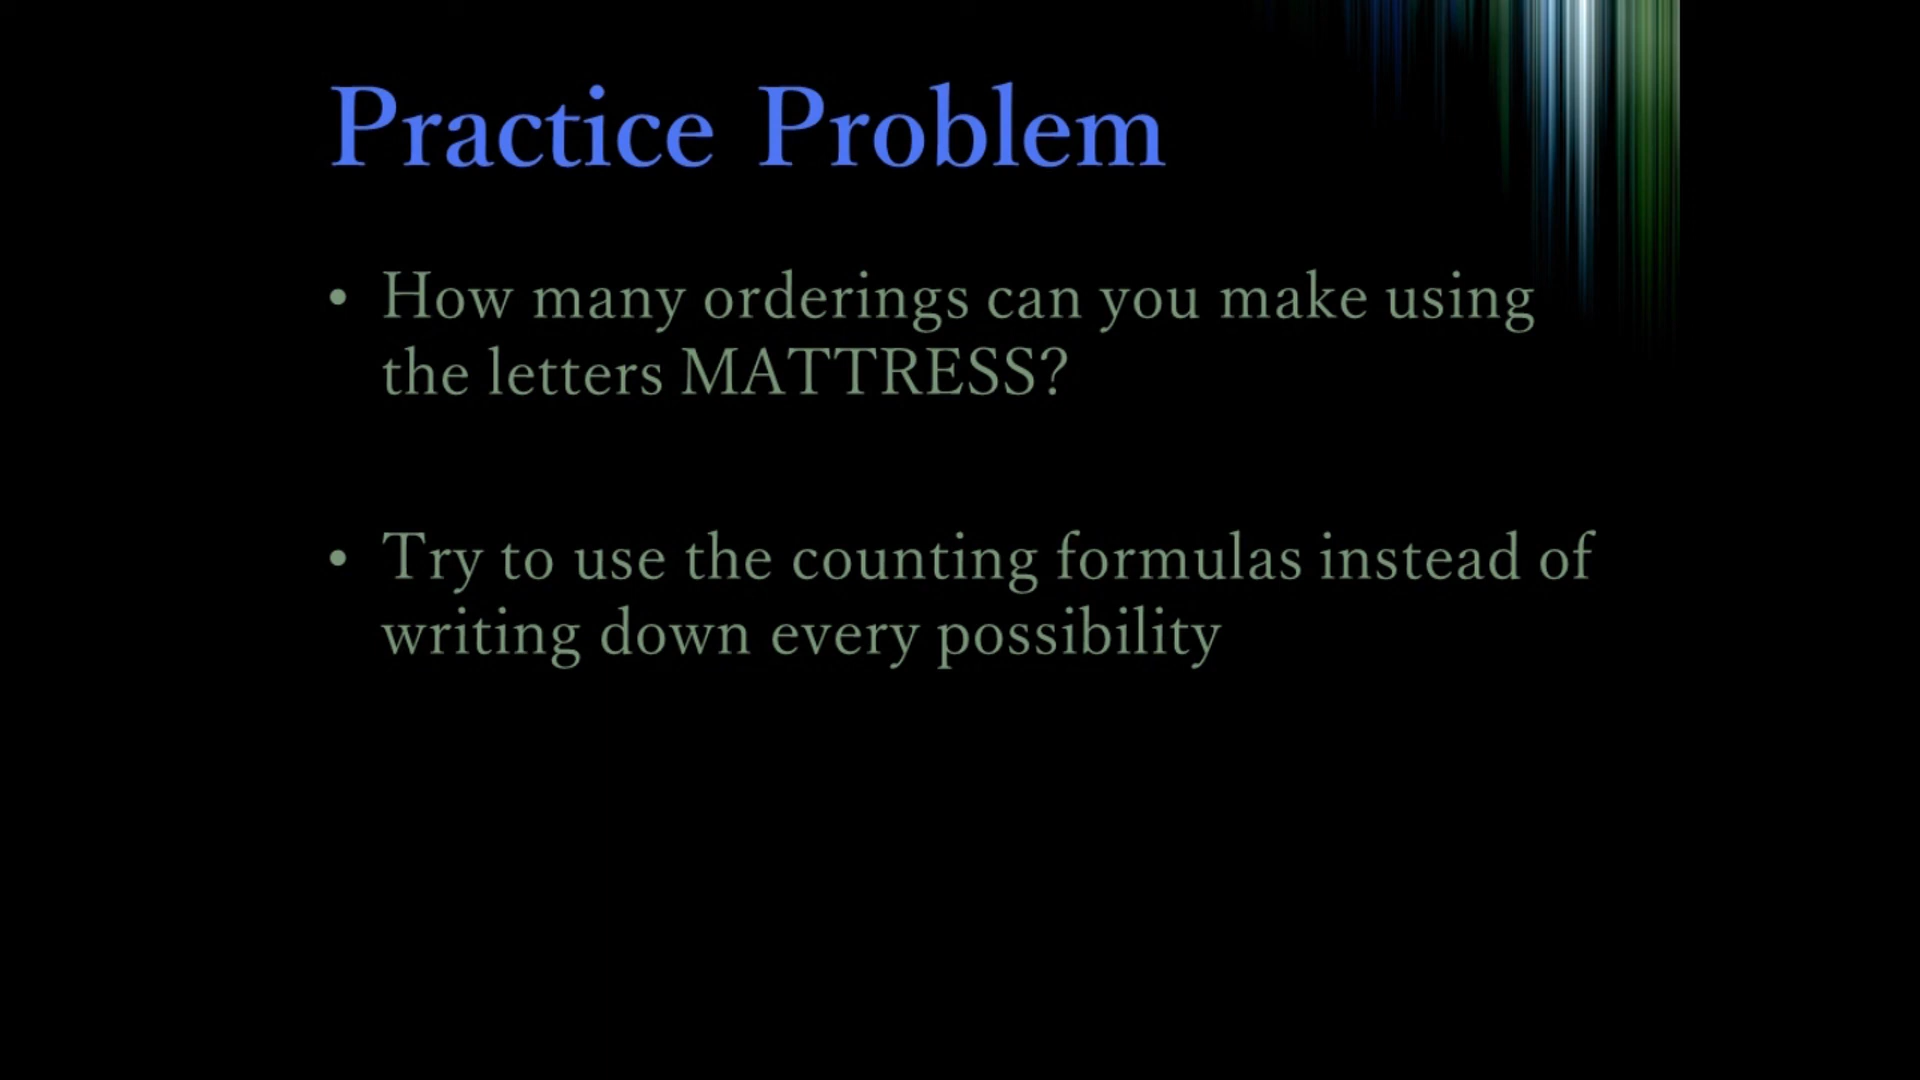 Practice Problem
• How many orderings can you make using
the letters MATTRESS?
• Try to use the counting formulas instead of
writing down every possibility